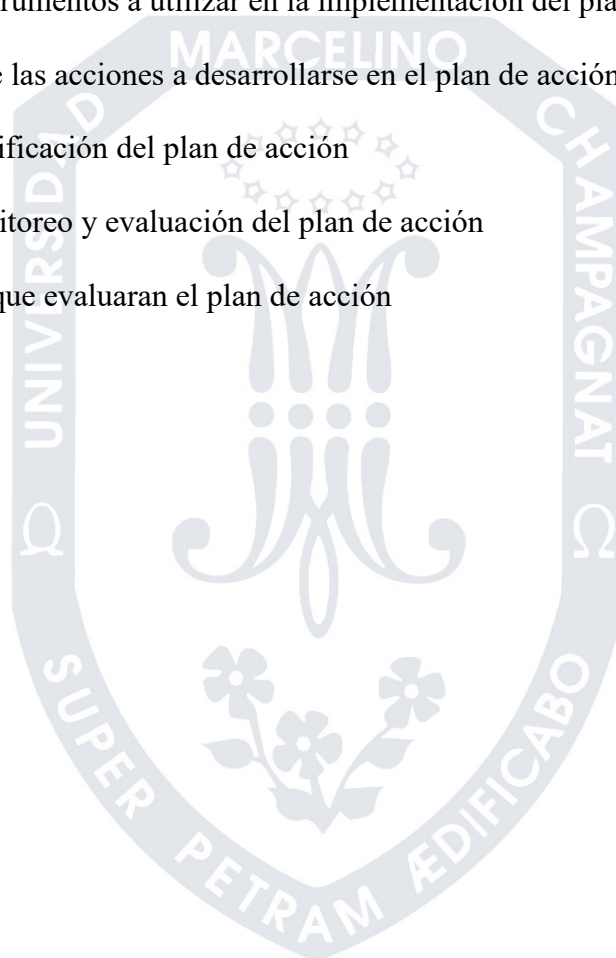 rumentos a utilizar en la implementación del pla
e las acciones a desarrollarse en el plan de acción
ificación del plan de acción
itoreo y evaluación del plan de acción
que evaluaran el plan de acción
UNIVERSIDAD
MARCELINO
CHAMPAGNAT
SUPER PETRAM ÆDIFICABO